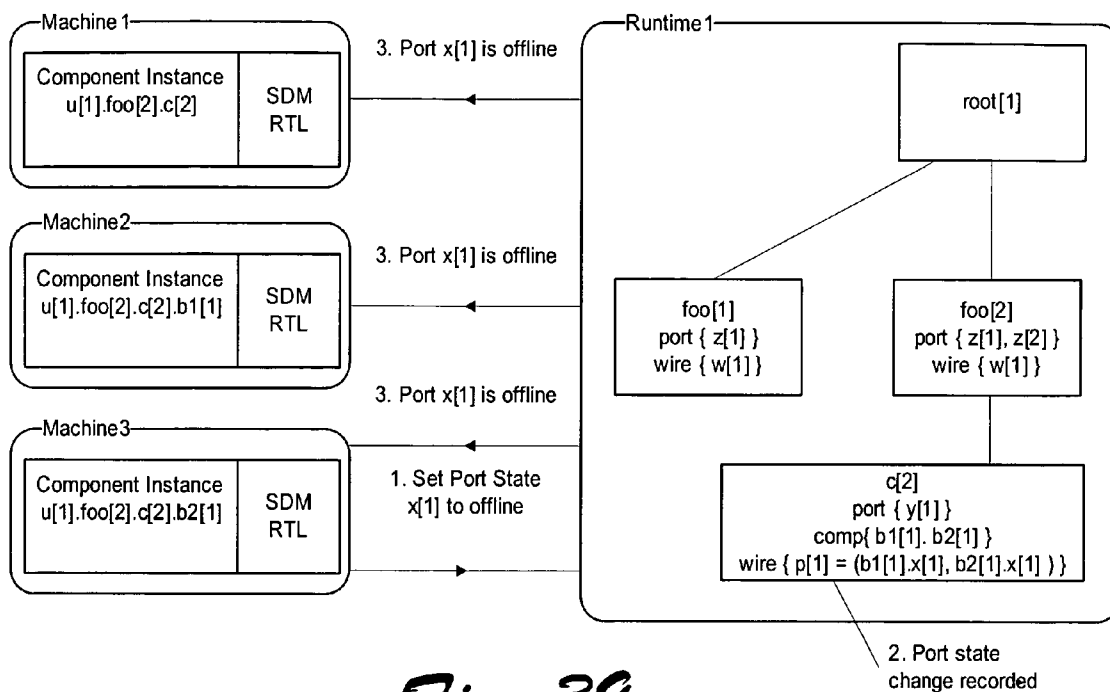 Machine1
Component Instance
u[1].foo[2].c[2]
SDM
RTL
3. Port x[1] is offline
Machine2
Component Instance
u[1].foo[2].c[2].b1[1]
SDM
RTL
3. Port x[1] is offline
Machine3
Component Instance
u[1].foo[2].c[2].b2[1]
SDM
RTL
3. Port x[1] is offline
1. Set Port State
x[1] to offline
Runtime1
root[1]
foo[1]
port { z[1] }
wire { w[1] }
foo[2]
port { z[1], z[2] }
wire { w[1] }
c[2]
port { y[1] }
comp{ b1[1]. b2[1] }
wire { p[1] = (b1[1].x[1], b2[1].x[1] ) }
2. Port state
change recorded